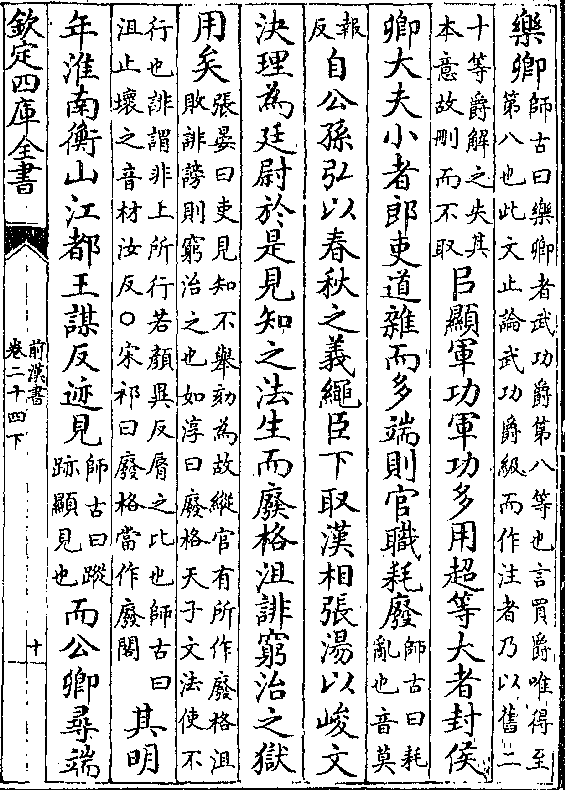 樂卿師古曰樂卿者武功爵第八等也言買爵唯得至
第八也此文止論武功爵級而作注者乃以舊二
十等爵解之失其
本意故刪而不取㠯顯軍功軍功多用超等大者封侯
卿大夫小者郎吏道雜而多端則官職耗廢師古曰耗
亂也音莫
報
反自公孫弘以春秋之義繩臣下取漢相張湯以峻文
決理為廷尉於是見知之法生而廢格沮誹窮治之獄
用矣張晏曰吏見知不舉劾為故縱官有所作廢格沮
敗誹謗則窮治之也如淳曰廢格天子文法使不
行也誹謂非上所行若顔異反脣之比也師古曰
沮止壞之音材汝反○宋祁曰廢格當作廢閣其明
年淮南衡山江都王謀反迹見師古曰蹤
跡顯見也而公卿尋端
欽定四庫全書
前漢書
卷二十四下
十